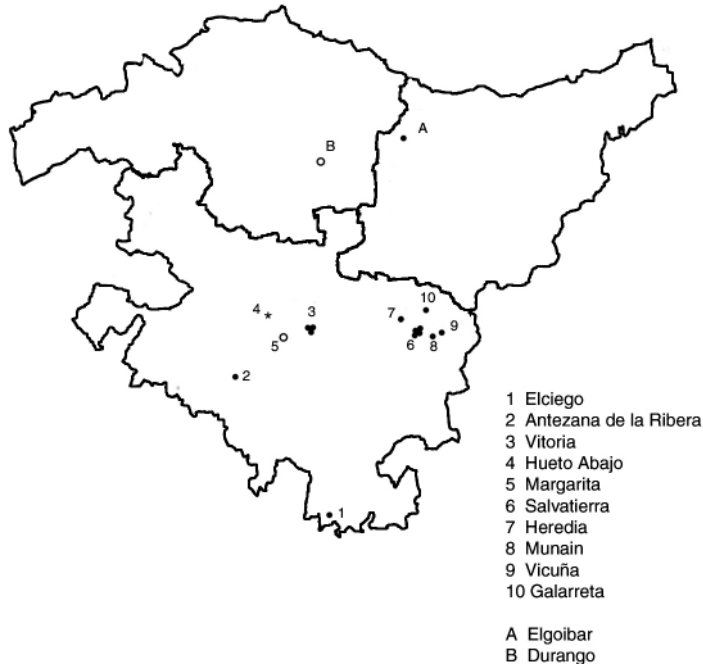 B
A
10
4
3
7
9
5
6
8
2
1
1 Elciego
2 Antezana de la Ribera
3 Vitoria
4 Hueto Abajo
5 Margarita
6 Salvatierra
7 Heredia
8 Munain
9 Vicuña
10 Galarreta
A Elgoibar
B Durango